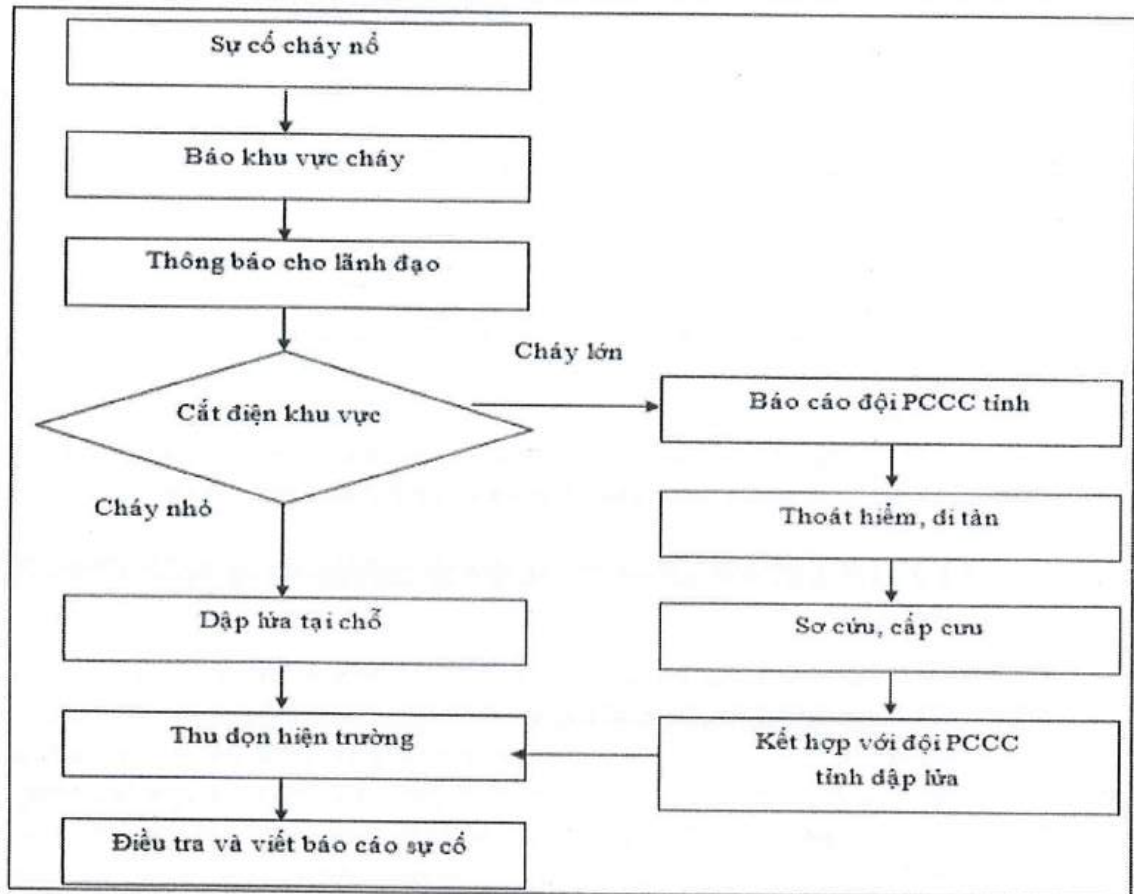 Sự cố cháy nổ
Báo khu vực cháy
Thông báo cho lãnh đạo
Cháy lớn
Cắt điện khu vực
Báo cáo đội PCCC tỉnh
Cháy nhỏ
Thoát hiểm, di tản
Dập lửa tại chổ
Sơ cứu, cấp cưu
Thu dọn hiện trường
Kết hợp với đội PCCC
tỉnh dập lửa
Điều tra và viết báo cáo sự cố